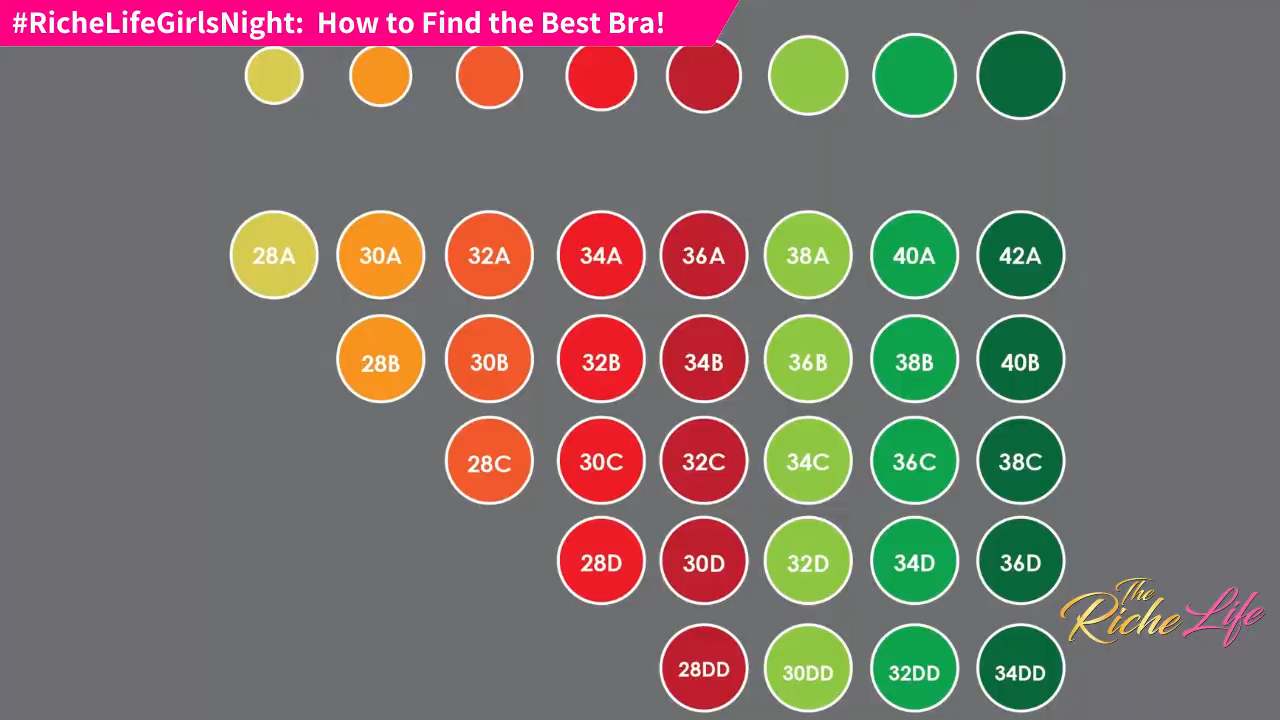 #RicheLifeGirlsNight: How to Find the Best Bra!
28A 30A 32A 34A 36A 38A 40A 42A
28B 30B 32B 34B 36B 38B 40B
28C 30C 32C 34C 36C 38C
28D 30D 32D 34D 36D
The
Riche Life
28DD 30DD 32DD 34DD